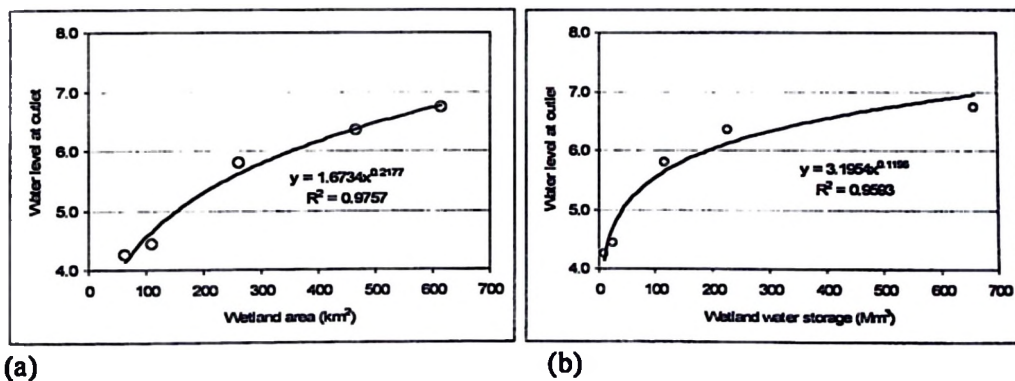 8.0
7.0
6.0
5.0
4.0
Water level at outlet
y = 1.6734x^0.2177
R² = 0.9757
0 100 200 300 400 500 600 700
Wetland area (km²)
(a)
8.0
7.0
6.0
5.0
4.0
Water level at outlet
y = 3.1954x
R² = 0.9593
0 100 200 300 400 500 600 700
Wetland water storage (Mm³)
(b)